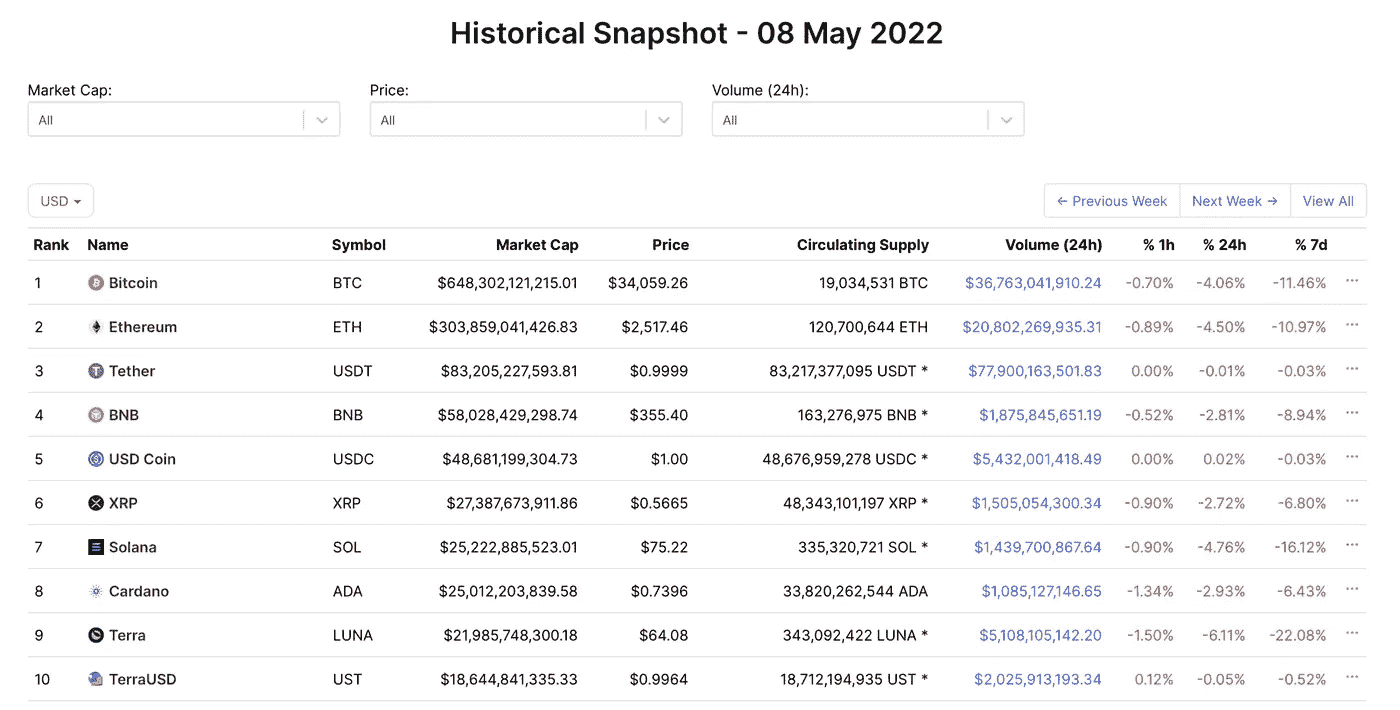 Historical Snapshot - 08 May 2022
Market Cap: Price: Volume (24h):
All All All
USD ← Previous Week Next Week → View All
Rank Name Symbol Market Cap Price Circulating Supply Volume (24h) % 1h % 24h % 7d
1 Bitcoin BTC $648,302,121,215.01 $34,059.26 19,034,531 BTC $36,763,041,910.24 -0.70% -4.06% -11.46% ...
2 Ethereum ETH $303,859,041,426.83 $2,517.46 120,700,644 ETH $20,802,269,935.31 -0.89% -4.50% -10.97% ...
3 Tether USDT $83,205,227,593.81 $0.9999 83,217,377,095 USDT * $77,900,163,501.83 0.00% -0.01% -0.03% ...
4 BNB BNB $58,028,429,298.74 $355.40 163,276,975 BNB * $1,875,845,651.19 -0.52% -2.81% -8.94% ...
5 USD Coin USDC $48,681,199,304.73 $1.00 48,676,959,278 USDC * $5,432,001,418.49 0.00% 0.02% -0.03% ...
6 XRP XRP $27,387,673,911.86 $0.5665 48,343,101,197 XRP * $1,505,054,300.34 -0.90% -2.72% -6.80% ...
7 Solana SOL $25,222,885,523.01 $75.22 335,320,721 SOL * $1,439,700,867.64 -0.90% -4.76% -16.12% ...
8 Cardano ADA $25,012,203,839.58 $0.7396 33,820,262,544 ADA $1,085,127,146.65 -1.34% -2.93% -6.43% ...
9 Terra LUNA $21,985,748,300.18 $64.08 343,092,422 LUNA * $5,108,105,142.20 -1.50% -6.11% -22.08% ...
10 TerraUSD UST $18,644,841,335.33 $0.9964 18,712,194,935 UST * $2,025,913,193.34 0.12% -0.05% -0.52% ...